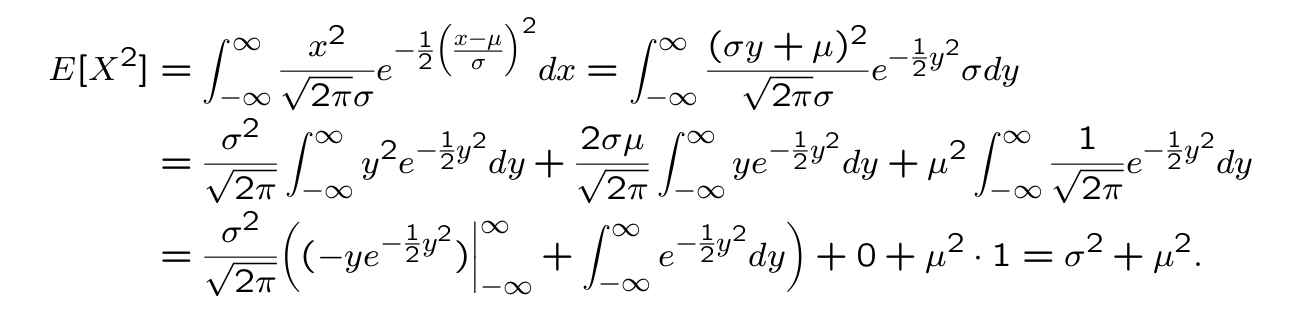 $E[X^2] = \int_{-\infty}^{\infty} \frac{x^2}{\sqrt{2\pi}\sigma} e^{-\frac{1}{2}\left(\frac{x-\mu}{\sigma}\right)^2} dx = \int_{-\infty}^{\infty} \frac{(\sigma y + \mu)^2}{\sqrt{2\pi}\sigma} e^{-\frac{1}{2}y^2} \sigma dy$
$= \frac{\sigma^2}{\sqrt{2\pi}} \int_{-\infty}^{\infty} y^2 e^{-\frac{1}{2}y^2} dy + \frac{2\sigma\mu}{\sqrt{2\pi}} \int_{-\infty}^{\infty} y e^{-\frac{1}{2}y^2} dy + \mu^2 \int_{-\infty}^{\infty} \frac{1}{\sqrt{2\pi}} e^{-\frac{1}{2}y^2} dy$
$= \frac{\sigma^2}{\sqrt{2\pi}} \left( (-y e^{-\frac{1}{2}y^2}) \Big|_{-\infty}^{\infty} + \int_{-\infty}^{\infty} e^{-\frac{1}{2}y^2} dy \right) + 0 + \mu^2 \cdot 1 = \sigma^2 + \mu^2.$